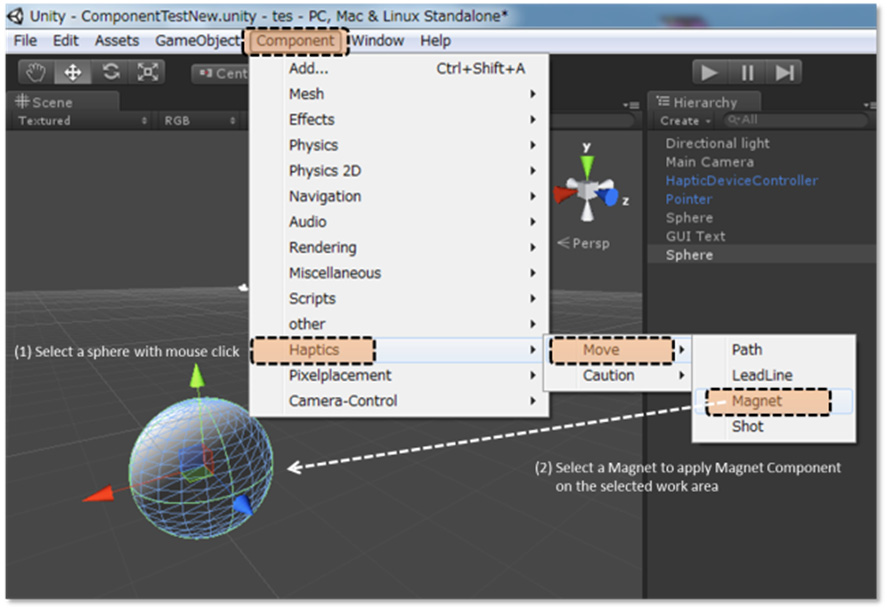 Unity - ComponentTestNew.unity - tes - PC, Mac & Linux Standalone*
File Edit Assets GameObject Component Window Help
Cent
Scene
Textured RGB
Add... Ctrl+Shift+A
Mesh
Effects
Physics
Physics 2D
Navigation
Audio
Rendering
Miscellaneous
Scripts
other
Haptics
Pixelplacement
Camera-Control
Move
Caution
Path
LeadLine
Magnet
Shot
y
z
Persp
Hierarchy
Create All
Directional light
Main Camera
HapticDeviceController
Pointer
Sphere
GUI Text
Sphere
(1) Select a sphere with mouse click
(2) Select a Magnet to apply Magnet Component
on the selected work area